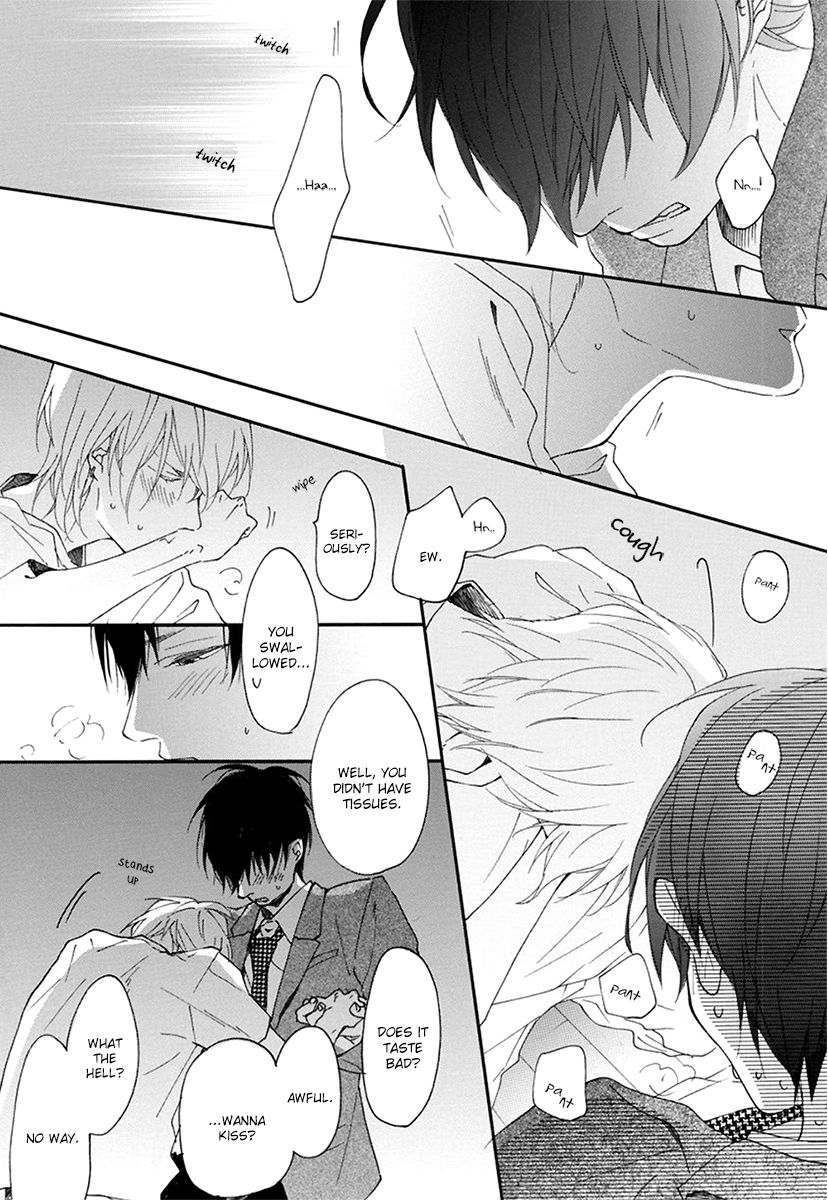 Nn...!
twitch
...Haa...
twitch
pant
cough
Hn...
EW.
pant
pant
pant
pant
wipe
SERI-
OUSLY?
YOU
SWAL-
LOWED...
WELL, YOU
DIDN'T HAVE
TISSUES.
stands
up
DOES IT
TASTE
BAD?
AWFUL.
...WANNA
KISS?
WHAT
THE
HELL?
NO WAY.